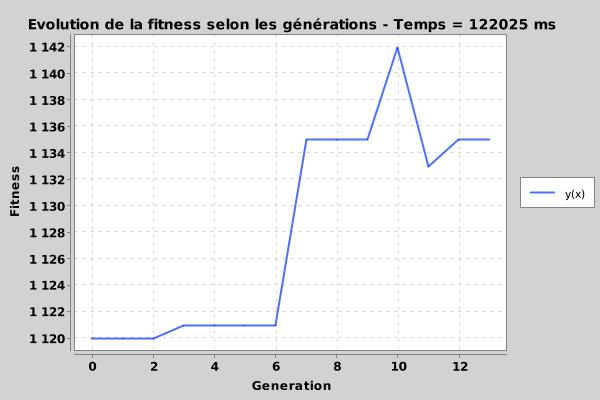 Evolution de la fitness selon les générations - Temps = 122025 ms
1 142
1 140
1 138
1 136
1 134
1 132
1 130
1 128
1 126
1 124
1 122
1 120
Fitness
0 2 4 6 8 10 12
Generation
y(x)